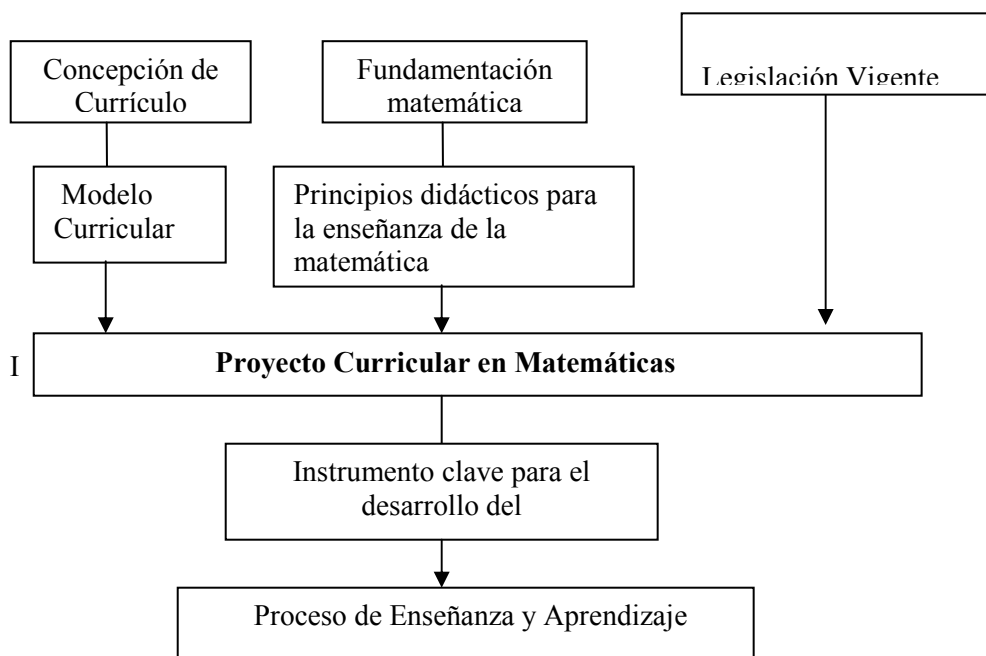 Concepción de
Currículo
Fundamentación
matemática
Legislación Vigente
Modelo
Curricular
Principios didácticos para
la enseñanza de la
matemática
I
Proyecto Curricular en Matemáticas
Instrumento clave para el
desarrollo del
Proceso de Enseñanza y Aprendizaje